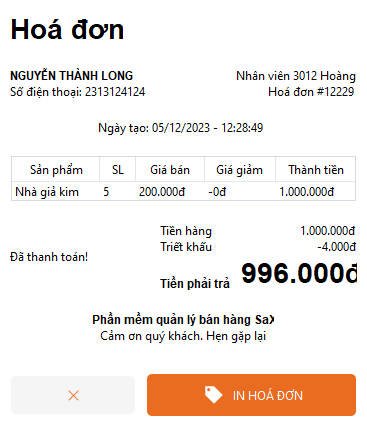 Hoá đơn
NGUYỄN THÀNH LONG
Nhân viên 3012 Hoàng
Số điện thoại: 2313124124
Hoá đơn #12229
Ngày tạo: 05/12/2023 - 12:28:49
Sản phẩm SL Giá bán Giá giảm Thành tiền
Nhà giả kim 5 200.000đ -0đ 1.000.000đ
Tiền hàng 1.000.000đ
Triết khấu -4.000đ
Đã thanh toán!
Tiền phải trả 996.000đ
Phần mềm quản lý bán hàng SaX
Cảm ơn quý khách. Hẹn gặp lại
× IN HOÁ ĐƠN